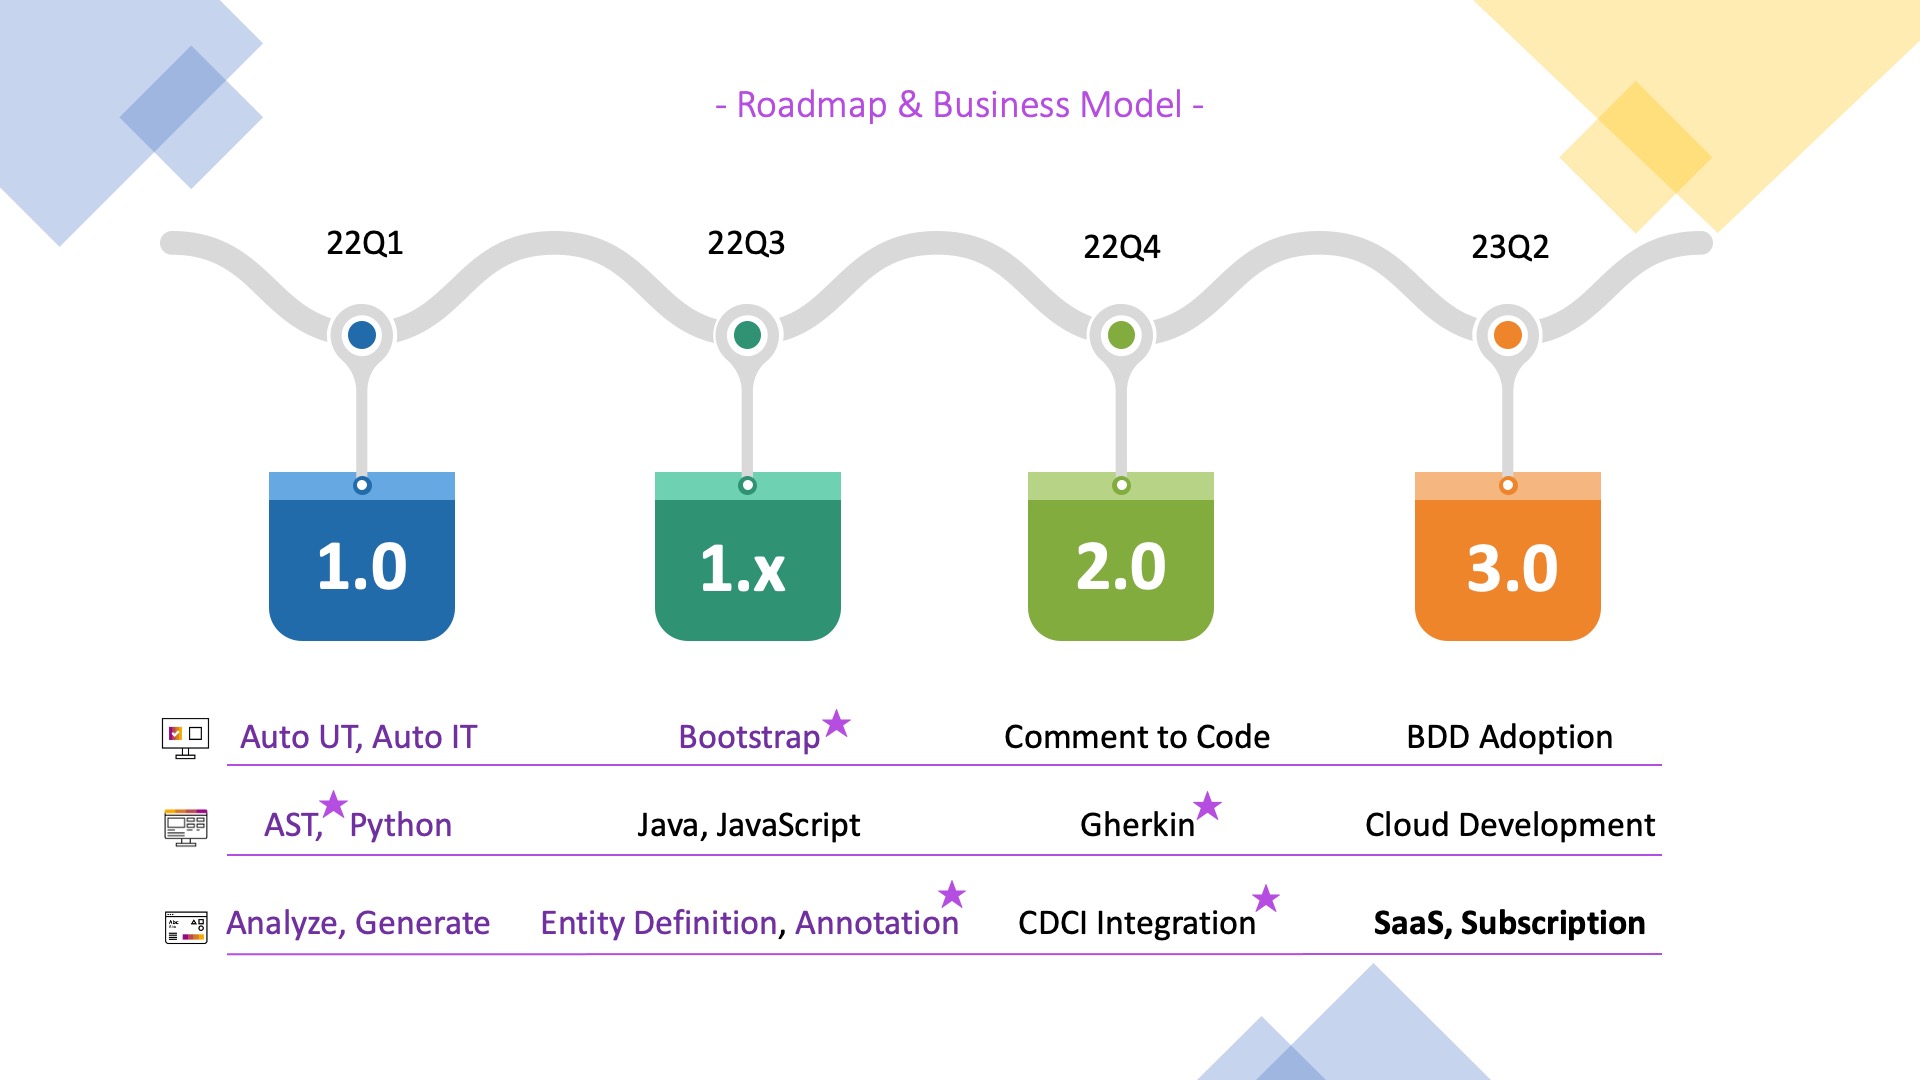 - Roadmap & Business Model -
22Q1 22Q3 22Q4 23Q2
1.0 1.x 2.0 3.0
Auto UT, Auto IT Bootstrap Comment to Code BDD Adoption
AST, Python Java, JavaScript Gherkin Cloud Development
Analyze, Generate Entity Definition, Annotation CDCI Integration SaaS, Subscription